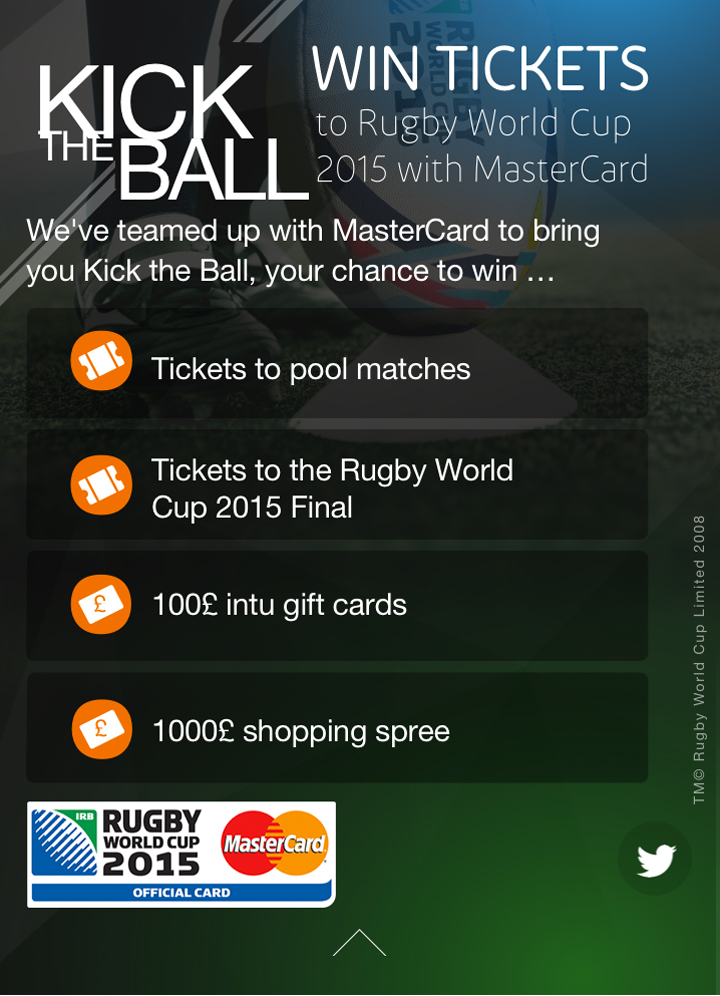 KICK
THE BALL
WIN TICKETS
to Rugby World Cup
2015 with MasterCard
We've teamed up with MasterCard to bring
you Kick the Ball, your chance to win …
Tickets to pool matches
Tickets to the Rugby World
Cup 2015 Final
£
100£ intu gift cards
£
1000£ shopping spree
TM© Rugby World Cup Limited 2008
IRB
RUGBY
WORLD CUP
2015
MasterCard
OFFICIAL CARD